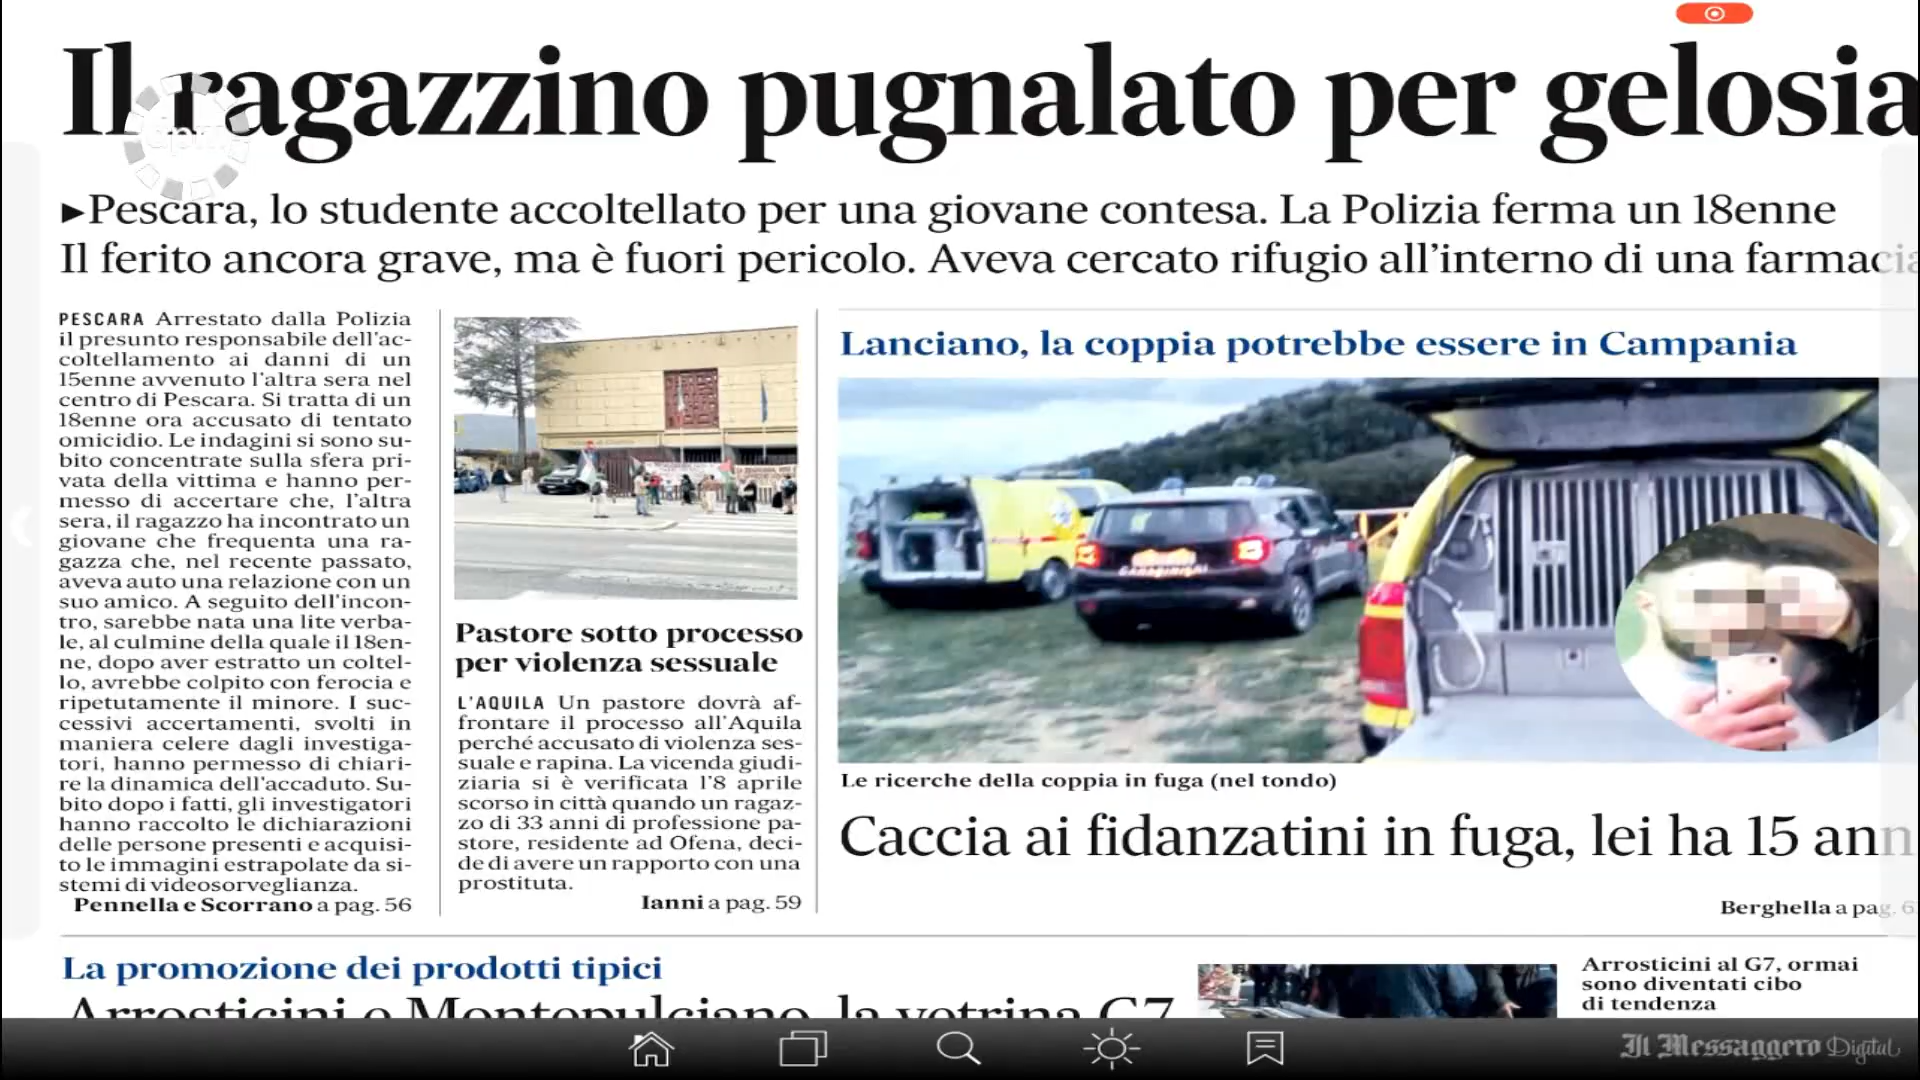 Il ragazzino pugnalato per gelosia
►Pescara, lo studente accoltellato per una giovane contesa. La Polizia ferma un 18enne
Il ferito ancora grave, ma è fuori pericolo. Aveva cercato rifugio all'interno di una farmacia
PESCARA Arrestato dalla Polizia
il presunto responsabile dell'ac-
coltellamento ai danni di un
15enne avvenuto l'altra sera nel
centro di Pescara. Si tratta di un
18enne ora accusato di tentato
omicidio. Le indagini si sono su-
bito concentrate sulla sfera pri-
vata della vittima e hanno per-
messo di accertare che, l'altra
sera, il ragazzo ha incontrato un
giovane che frequenta una ra-
gazza che, nel recente passato,
aveva auto una relazione con un
suo amico. A seguito dell'incon-
tro, sarebbe nata una lite verba-
le, al culmine della quale il 18en-
ne, dopo aver estratto un coltel-
lo, avrebbe colpito con ferocia e
ripetutamente il minore. I suc-
cessivi accertamenti, svolti in
maniera celere dagli investiga-
tori, hanno permesso di chiari-
re la dinamica dell'accaduto. Su-
bito dopo i fatti, gli investigatori
hanno raccolto le dichiarazioni
delle persone presenti e acquisi-
to le immagini estrapolate da si-
stemi di videosorveglianza.
Pennella e Scorrano a pag. 56
Pastore sotto processo
per violenza sessuale
L'AQUILA Un pastore dovrà af-
frontare il processo all'Aquila
perché accusato di violenza ses-
suale e rapina. La vicenda giudi-
ziaria si è verificata l'8 aprile
scorso in città quando un ragaz-
zo di 33 anni di professione pa-
store, residente ad Ofena, deci-
de di avere un rapporto con una
prostituta.
Ianni a pag. 59
Lanciano, la coppia potrebbe essere in Campania
CARABINIERI
Le ricerche della coppia in fuga (nel tondo)
Caccia ai fidanzatini in fuga, lei ha 15 ann
Berghella a pag. 6
La promozione dei prodotti tipici
Arrosticini e Montepulciano, la vetrina G7
Arrosticini al G7, ormai
sono diventati cibo
di tendenza
Il Messaggero Digital